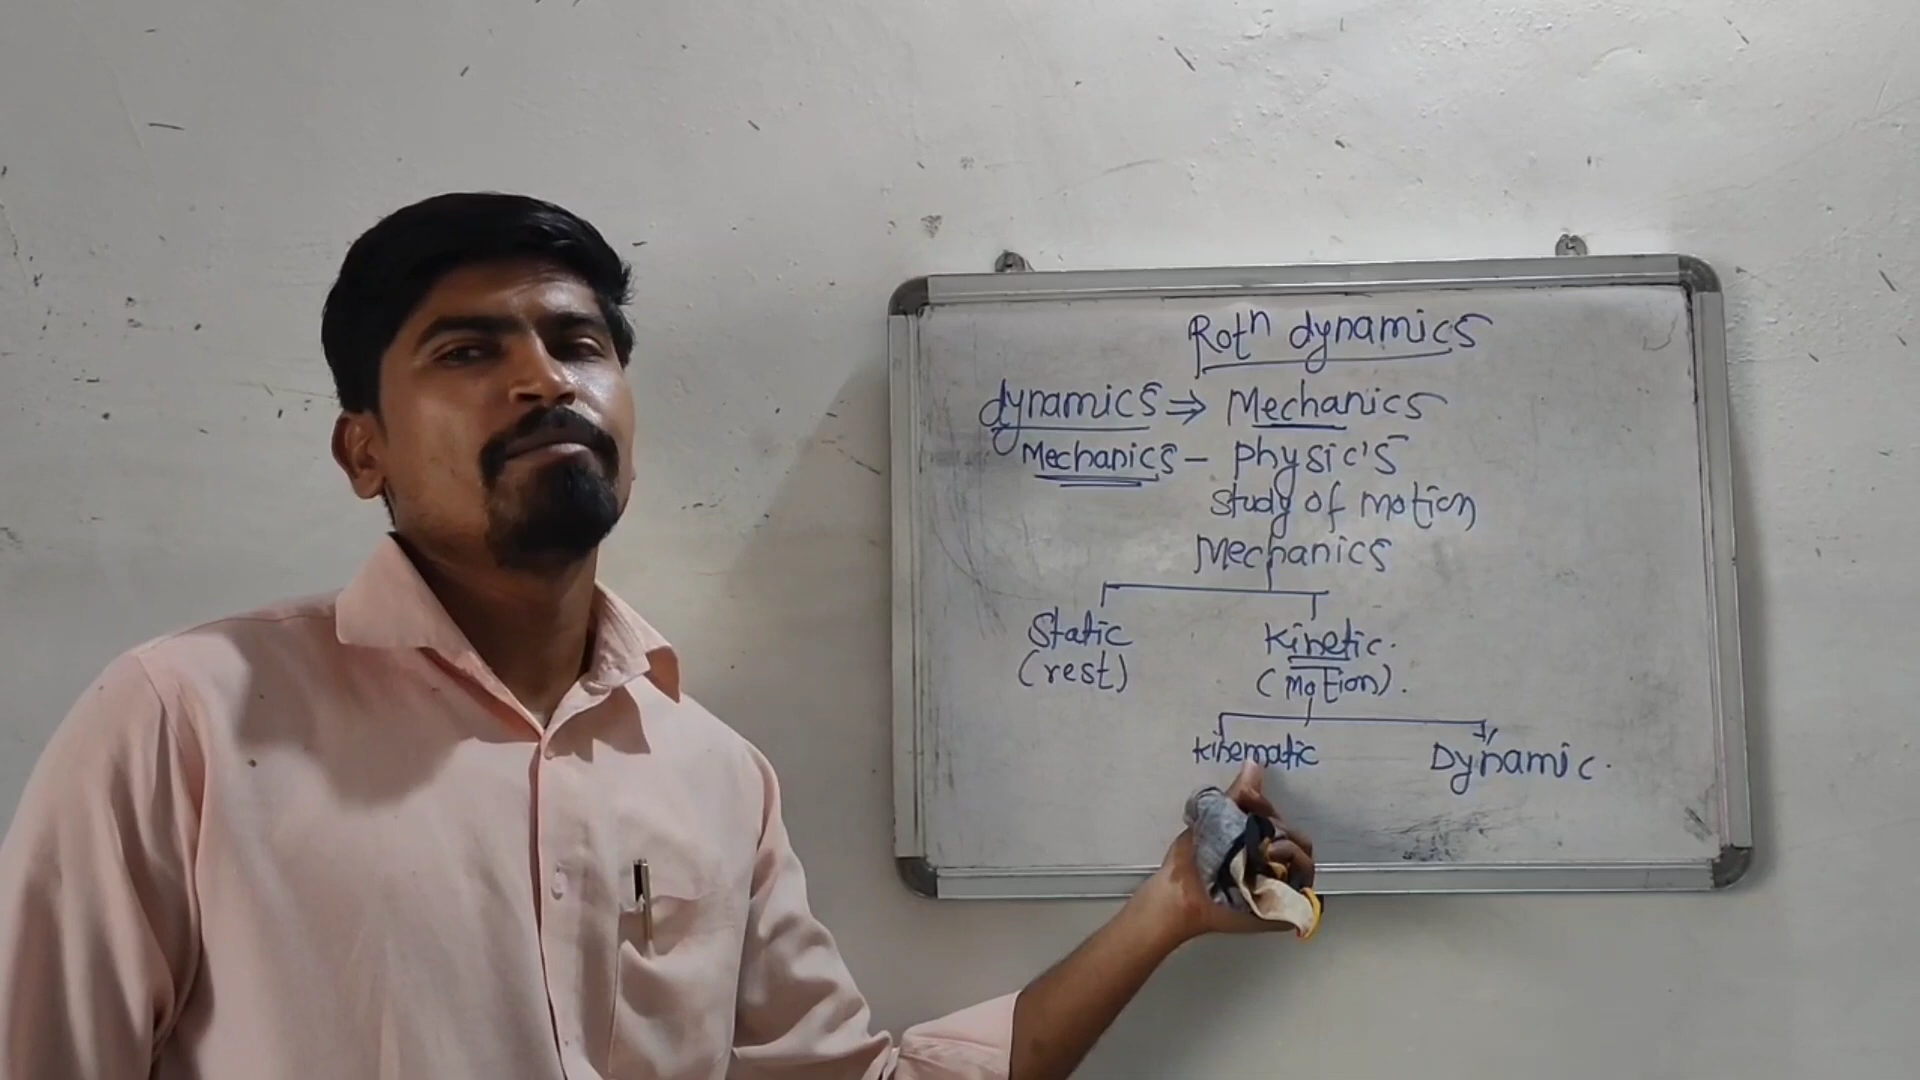 Rotⁿ dynamics
dynamics ⇒ Mechanics
Mechanics – physic's
study of motion
Mechanics
Static Kinetic.
(rest) (Motion).
Kinematic Dynamic.